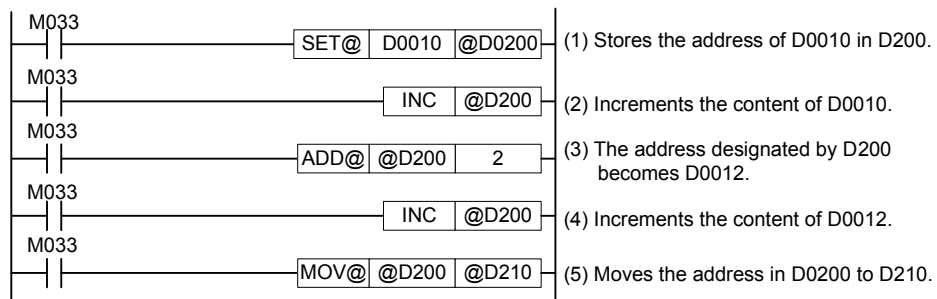 M033
SET@ D0010 @D0200 (1) Stores the address of D0010 in D200.
M033
INC @D200 (2) Increments the content of D0010.
M033
ADD@ @D200 2 (3) The address designated by D200
becomes D0012.
M033
INC @D200 (4) Increments the content of D0012.
M033
MOV@ @D200 @D210 (5) Moves the address in D0200 to D210.